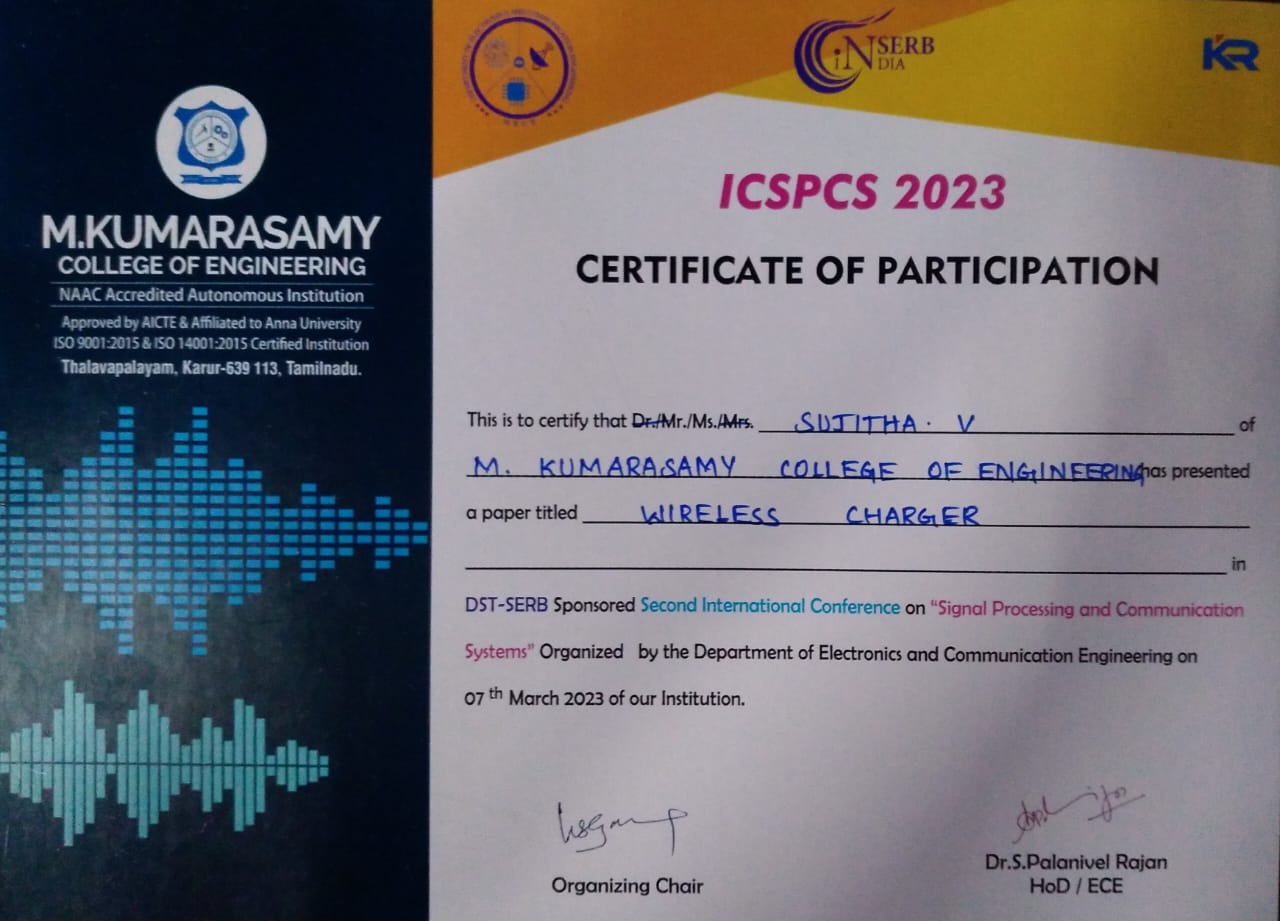 M.KUMARASAMY
COLLEGE OF ENGINEERING
NAAC Accredited Autonomous Institution
Approved by AICTE & Affiliated to Anna University
ISO 9001:2015 & ISO 14001:2015 Certified Institution
Thalavapalayam, Karur-639 113, Tamilnadu.
SERB
INDIA
KR
ICSPCS 2023
CERTIFICATE OF PARTICIPATION
This is to certify that Dr./Mr./Ms./Mrs. SUJITHA. V of
M. KUMARASAMY COLLEGE OF ENGINEERING has presented
a paper titled WIRELESS CHARGER
in
DST-SERB Sponsored Second International Conference on “Signal Processing and Communication
Systems” Organized by the Department of Electronics and Communication Engineering on
07th March 2023 of our Institution.
Organizing Chair
Dr.S.Palanivel Rajan
HoD / ECE